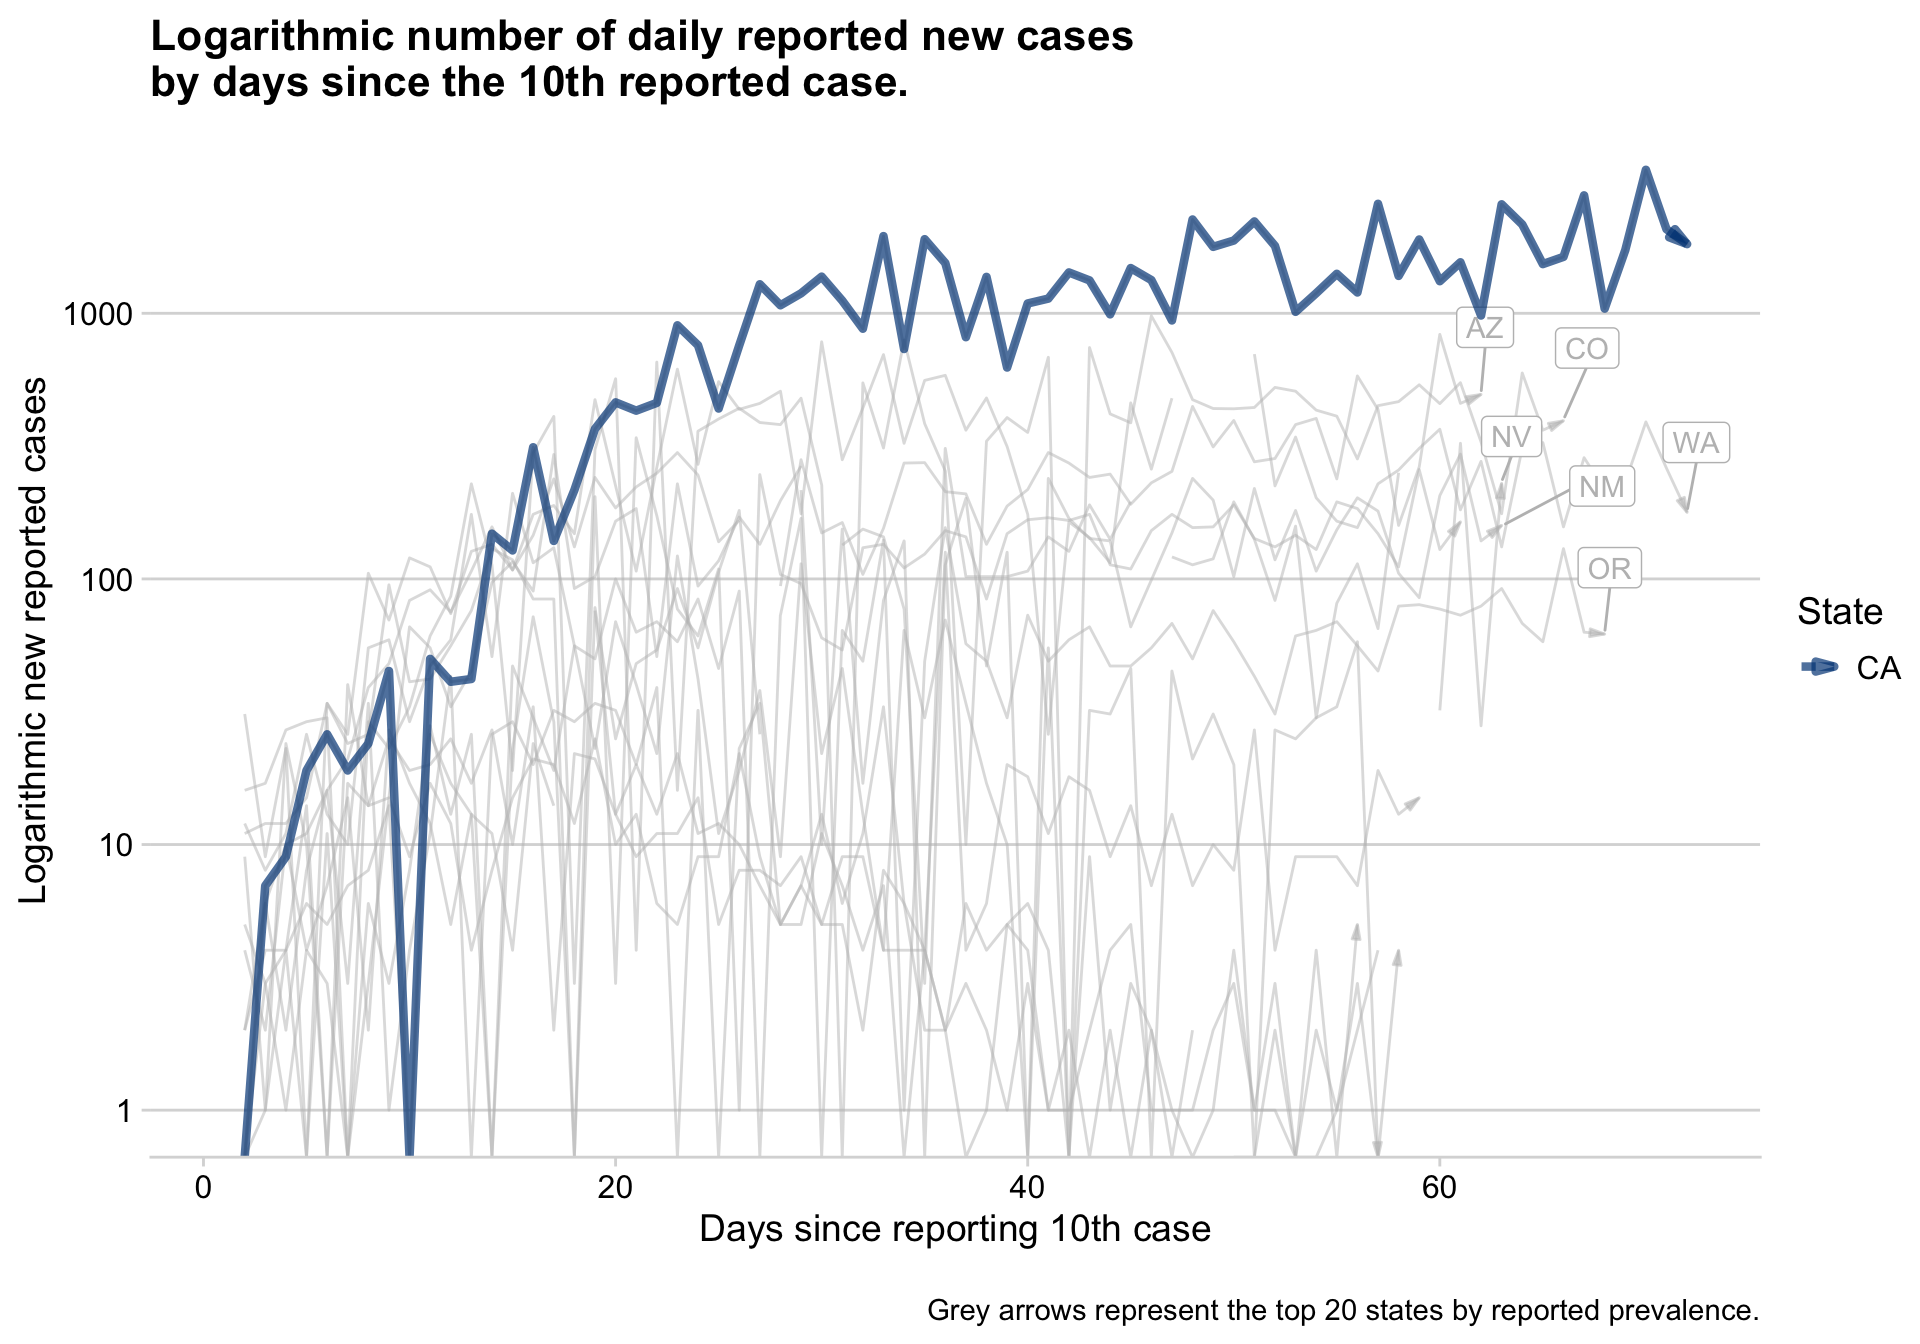 Logarithmic number of daily reported new cases
by days since the 10th reported case.
Logarithmic new reported cases
1000
100
10
1
AZ
CO
NV
WA
NM
OR
State
CA
0
20
40
60
Days since reporting 10th case
Grey arrows represent the top 20 states by reported prevalence.